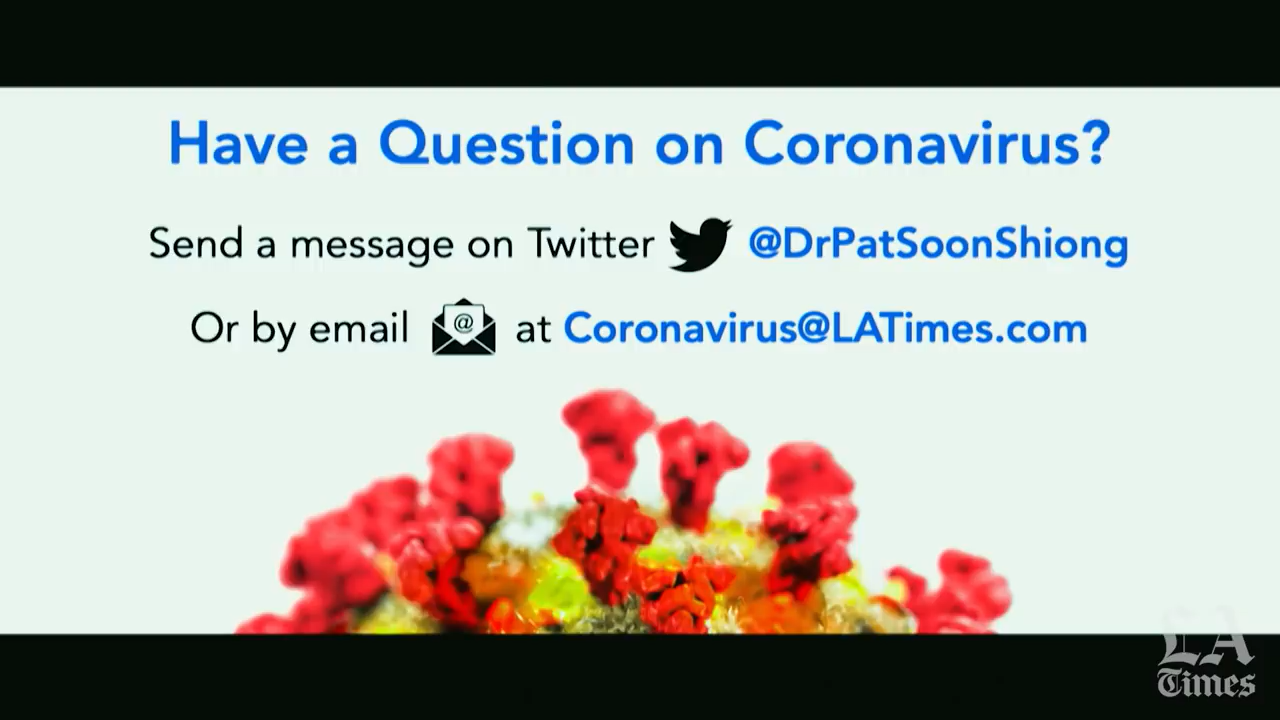 Have a Question on Coronavirus?
Send a message on Twitter @DrPatSoonShiong
Or by email @ at Coronavirus@LATimes.com
LA
Times